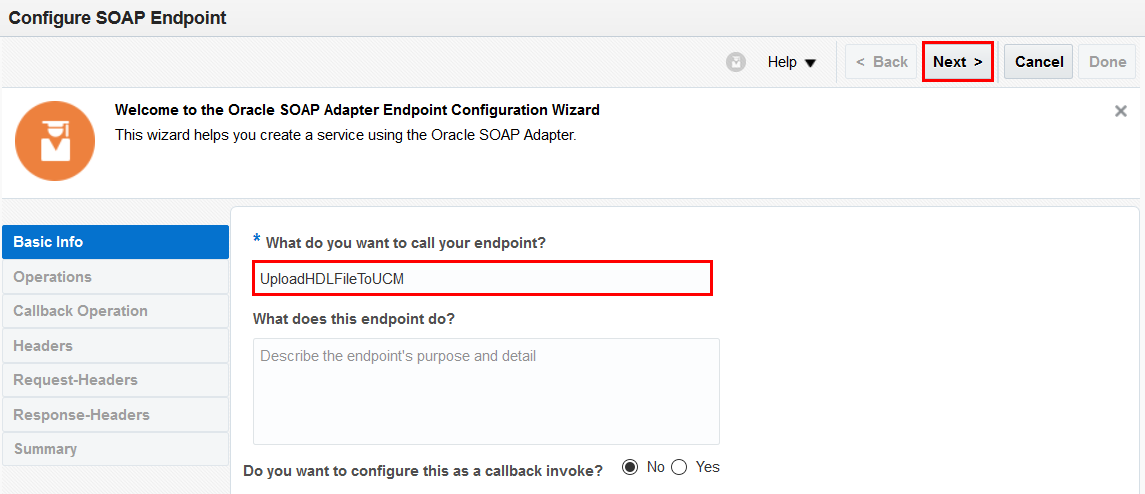 Configure SOAP Endpoint
Help
< Back
Next >
Cancel
Done
Welcome to the Oracle SOAP Adapter Endpoint Configuration Wizard
This wizard helps you create a service using the Oracle SOAP Adapter.
Basic Info
Operations
Callback Operation
Headers
Request-Headers
Response-Headers
Summary
* What do you want to call your endpoint?
UploadHDLFileToUCM
What does this endpoint do?
Describe the endpoint's purpose and detail
Do you want to configure this as a callback invoke? No Yes